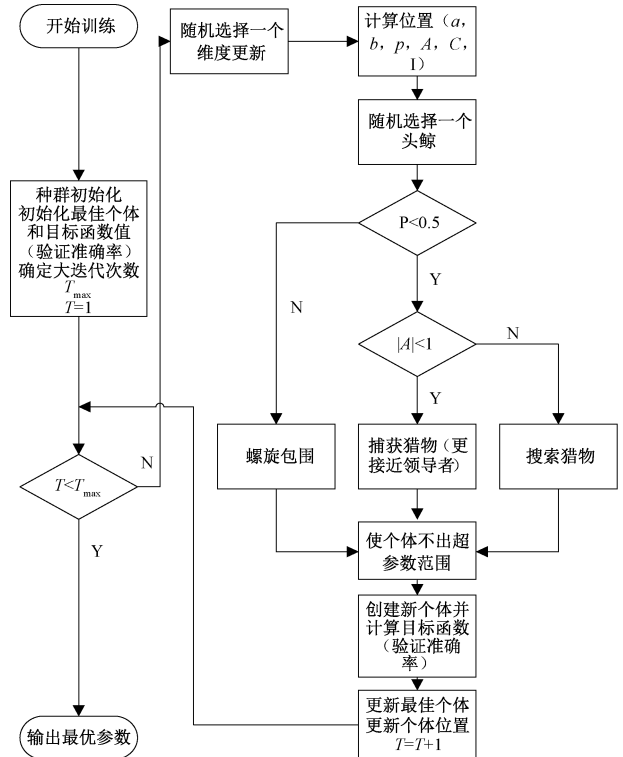 开始训练
种群初始化
初始化最佳个体
和目标函数值
（验证准确率）
确定大迭代次数
Tmax
T=1
T<Tmax
N
Y
输出最优参数
随机选择一个
维度更新
计算位置（a，
b，p，A，C，
I）
随机选择一个
头鲸
P<0.5
N
Y
|A|<1
N
Y
螺旋包围
捕获猎物（更
接近领导者）
搜索猎物
使个体不出超
参数范围
创建新个体并
计算目标函数
（验证准确
率）
更新最佳个体
更新个体位置
T=T+1